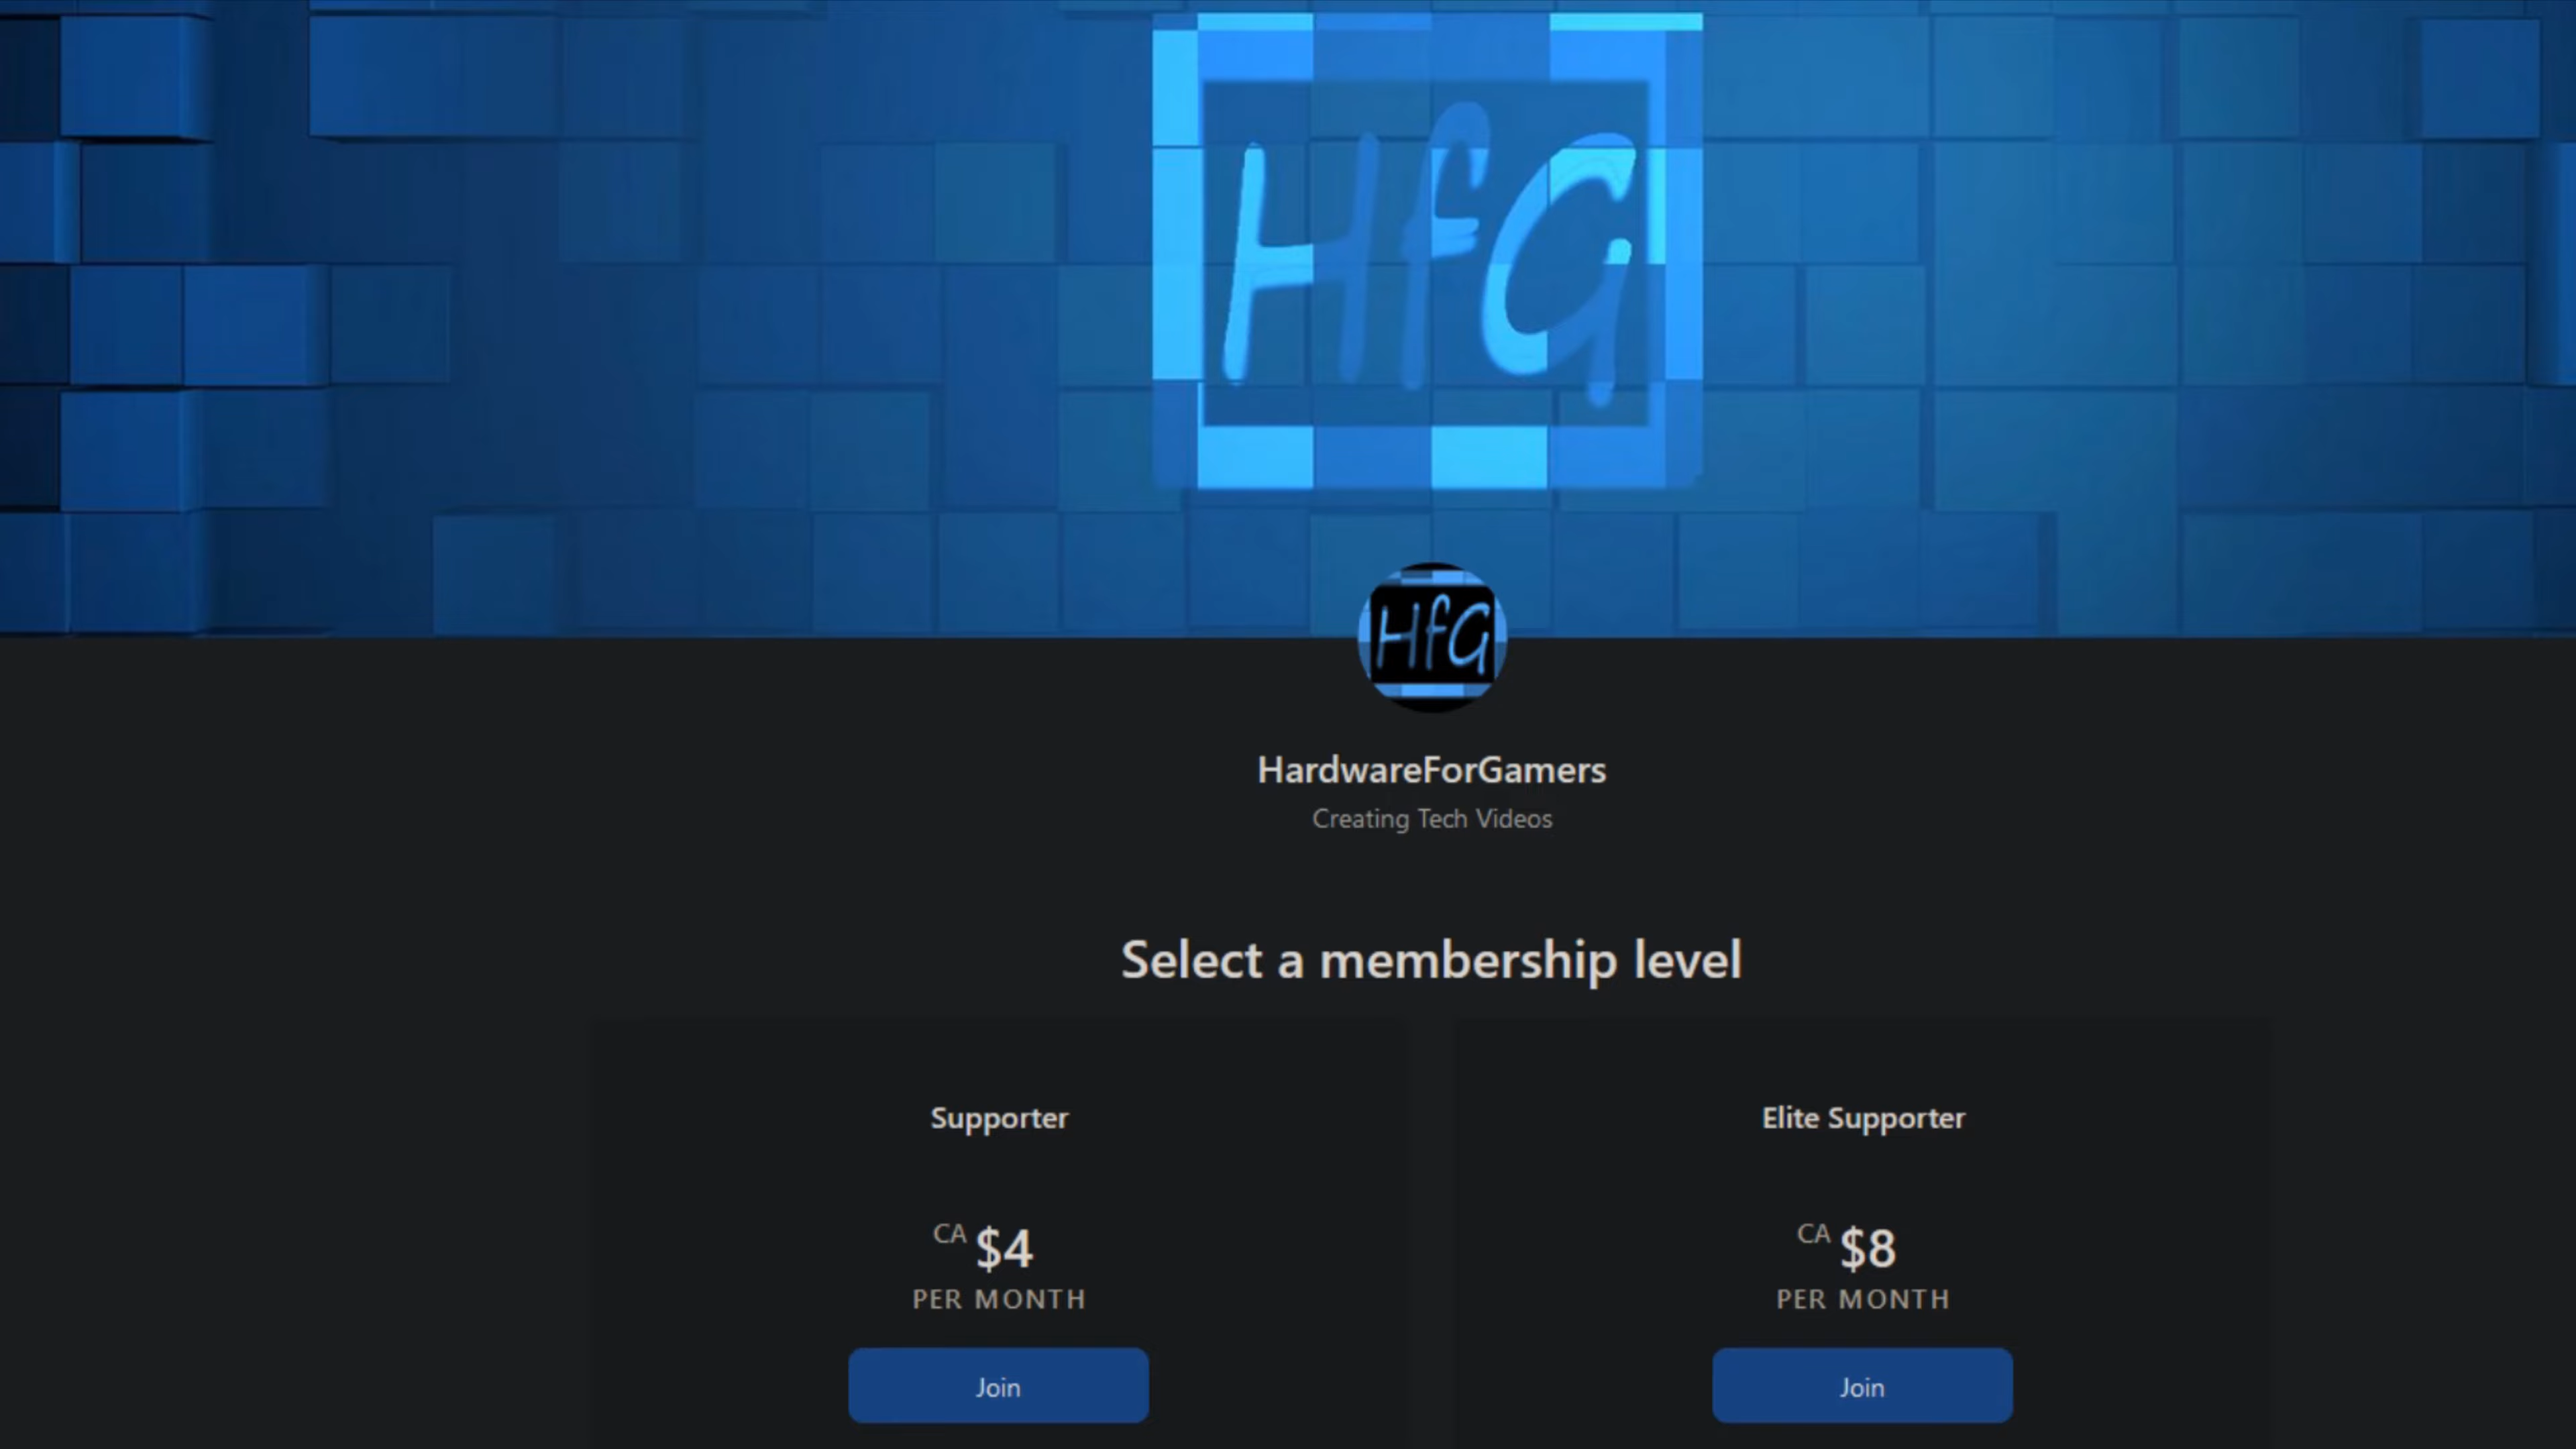 HfG
HfG
HardwareForGamers
Creating Tech Videos
Select a membership level
Supporter
CA $4
PER MONTH
Join
Elite Supporter
CA $8
PER MONTH
Join